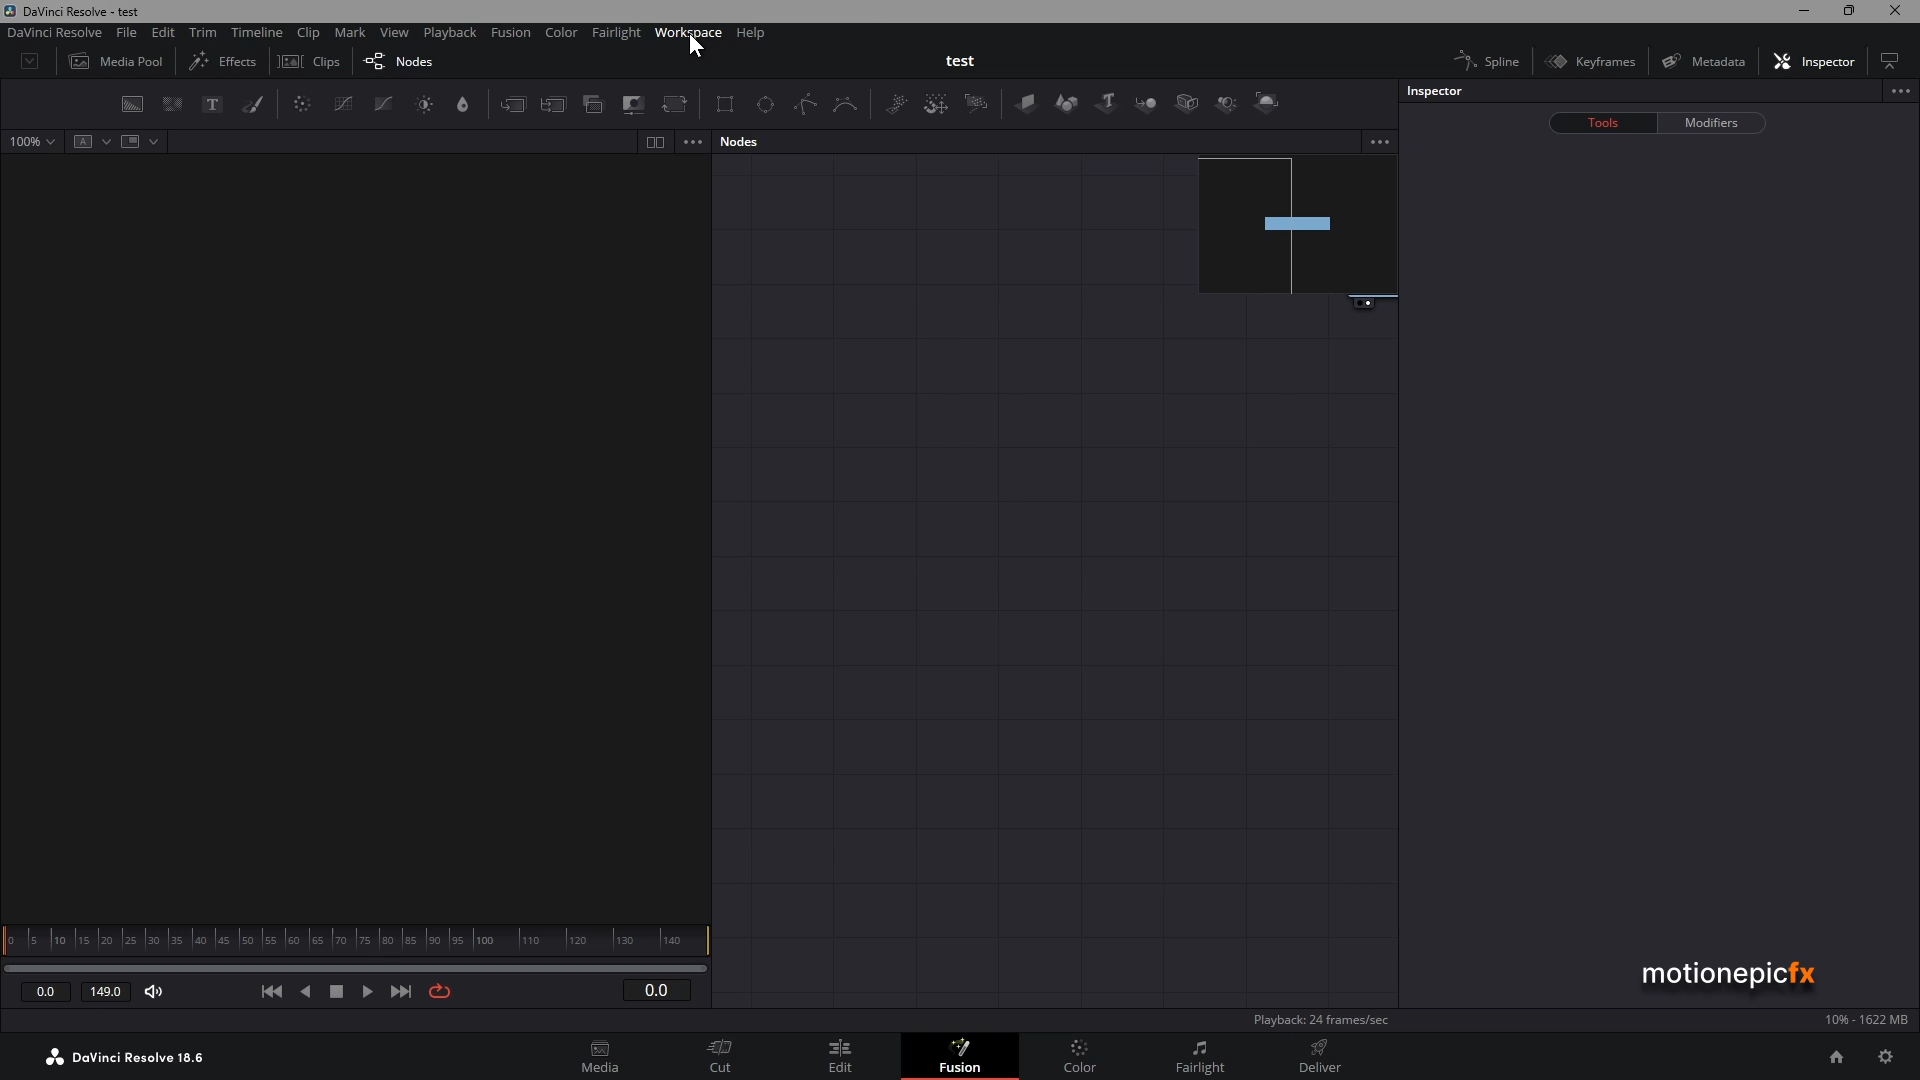 DaVinci Resolve - test
DaVinci Resolve File Edit Trim Timeline Clip Mark View Playback Fusion Color Fairlight Workspace Help
Media Pool Effects Clips Nodes test Spline Keyframes Metadata Inspector
T T
Inspector
Tools Modifiers
100% A Nodes
0 5 10 15 20 25 30 35 40 45 50 55 60 65 70 75 80 85 90 95 100 110 120 130 140
motionepicfx
0.0 149.0 0.0
Playback: 24 frames/sec 10% - 1622 MB
DaVinci Resolve 18.6 Media Cut Edit Fusion Color Fairlight Deliver